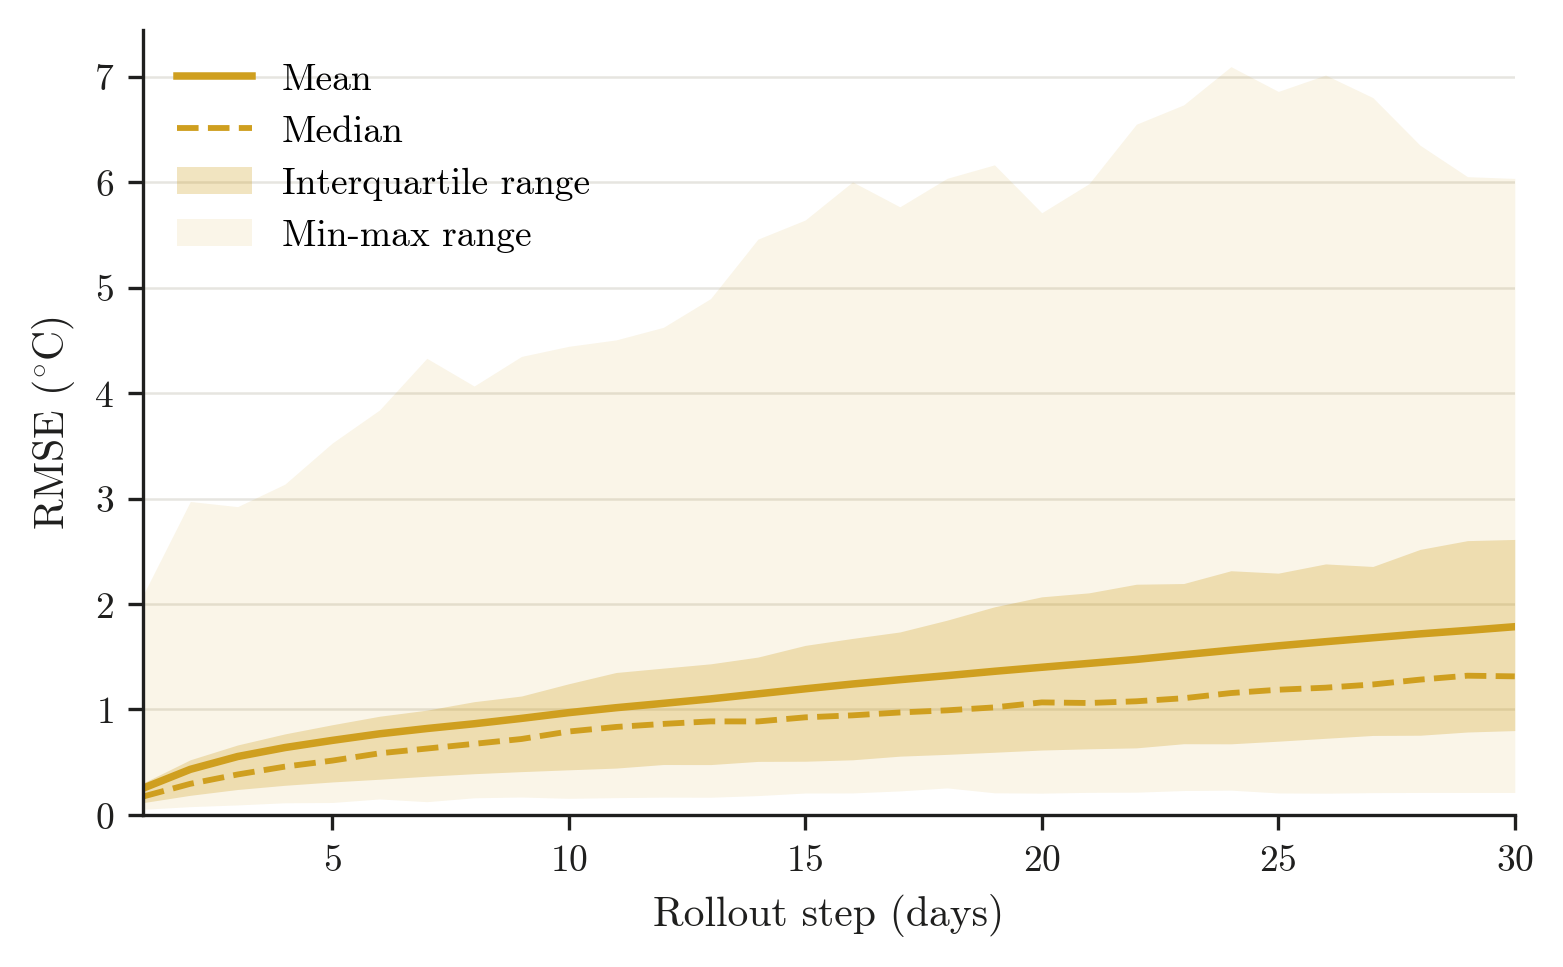 Mean
Median
Interquartile range
Min-max range
RMSE (°C)
7
6
5
4
3
2
1
0
5 10 15 20 25 30
Rollout step (days)